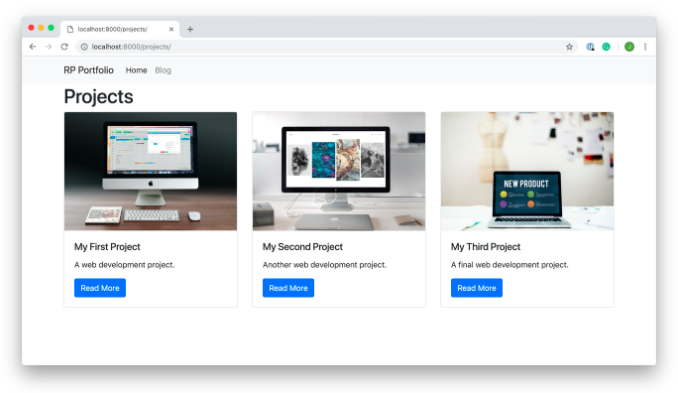 localhost:8000/projects/
localhost:8000/projects/
RP Portfolio Home Blog
Projects
NEW PRODUCT
My First Project My Second Project My Third Project
A web development project. Another web development project. A final web development project.
Read More Read More Read More